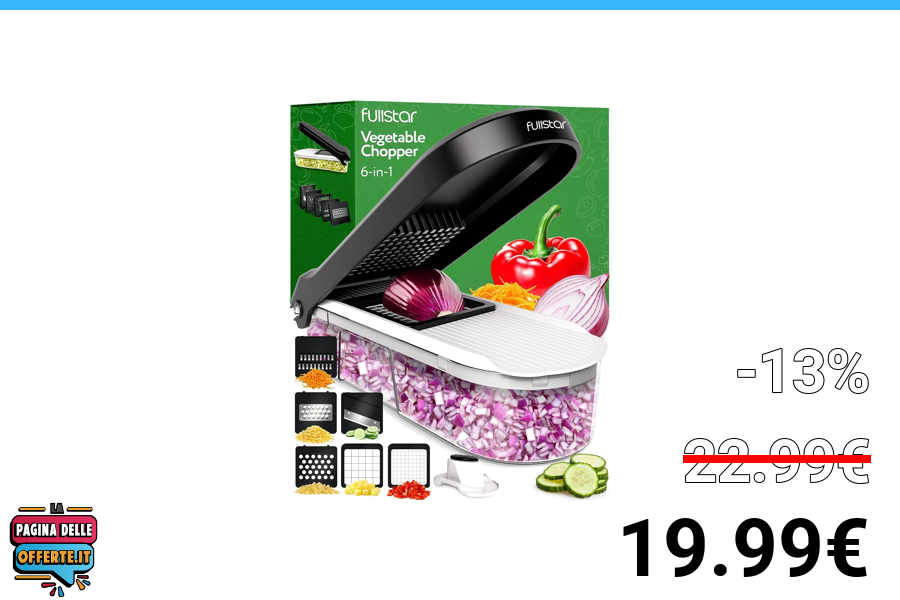 fullstar
Vegetable
Chopper
6-in-1
fullstar
-13%
22.99€
19.99€
LA
PAGINA DELLE
OFFERTE.IT